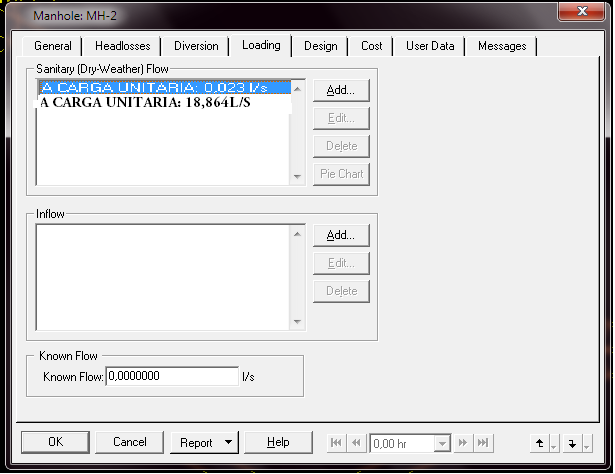 Manhole: MH-2
General Headlosses Diversion Loading Design Cost User Data Messages
Sanitary (Dry-Weather) Flow
A CARGA UNITARIA: 0,023 l/s
A CARGA UNITARIA: 18,864L/S
Add...
Edit...
Delete
Pie Chart
Inflow
Add...
Edit...
Delete
Known Flow
Known Flow: 0,0000000 l/s
OK Cancel Report Help 0,00 hr